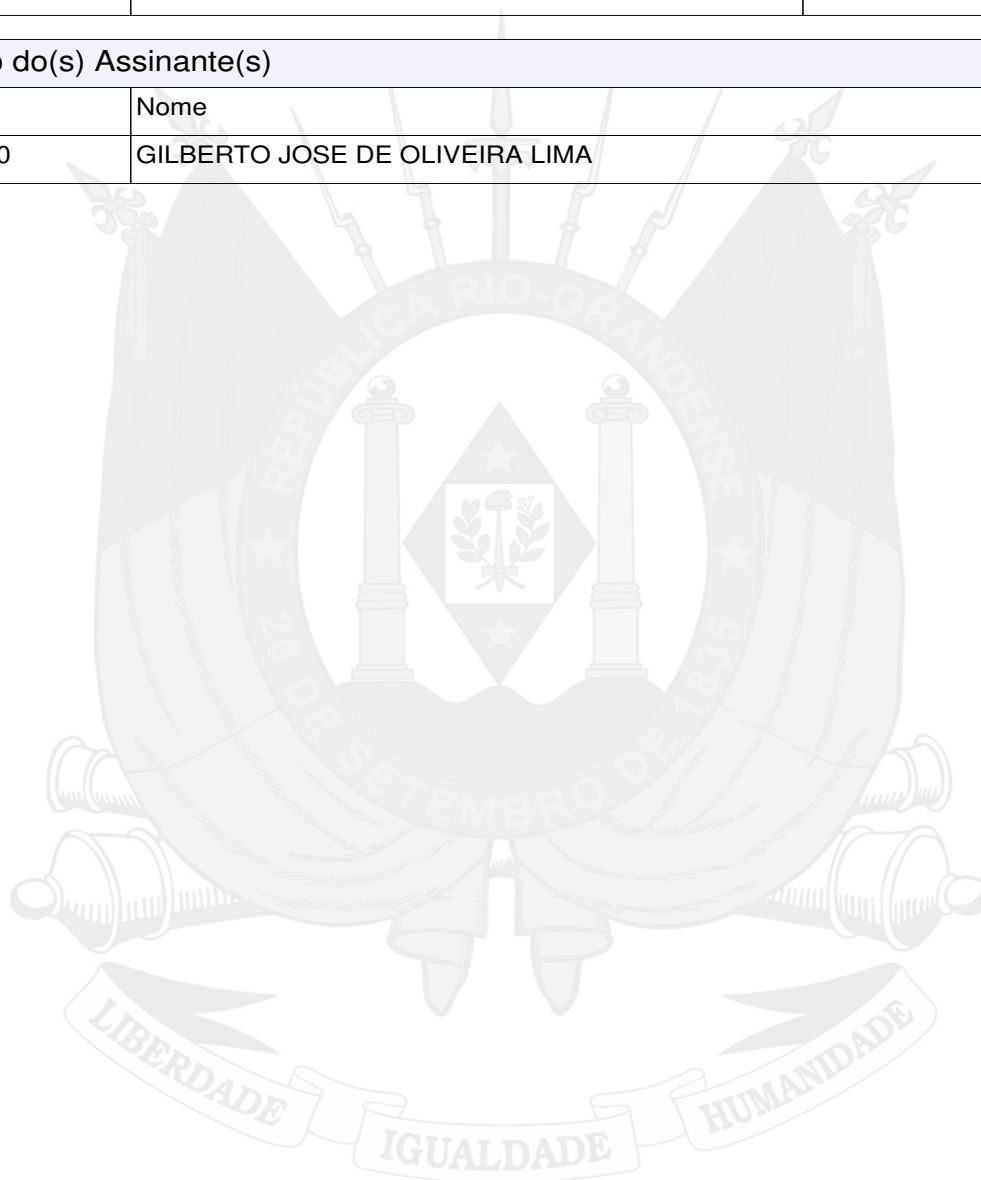 do(s) Assinante(s)
Nome
0 GILBERTO JOSE DE OLIVEIRA LIMA
REPÚBLICA RIO-GRANDENSE
★ 20 DE SETEMBRO DE 1835 ★
LIBERDADE
IGUALDADE
HUMANIDADE